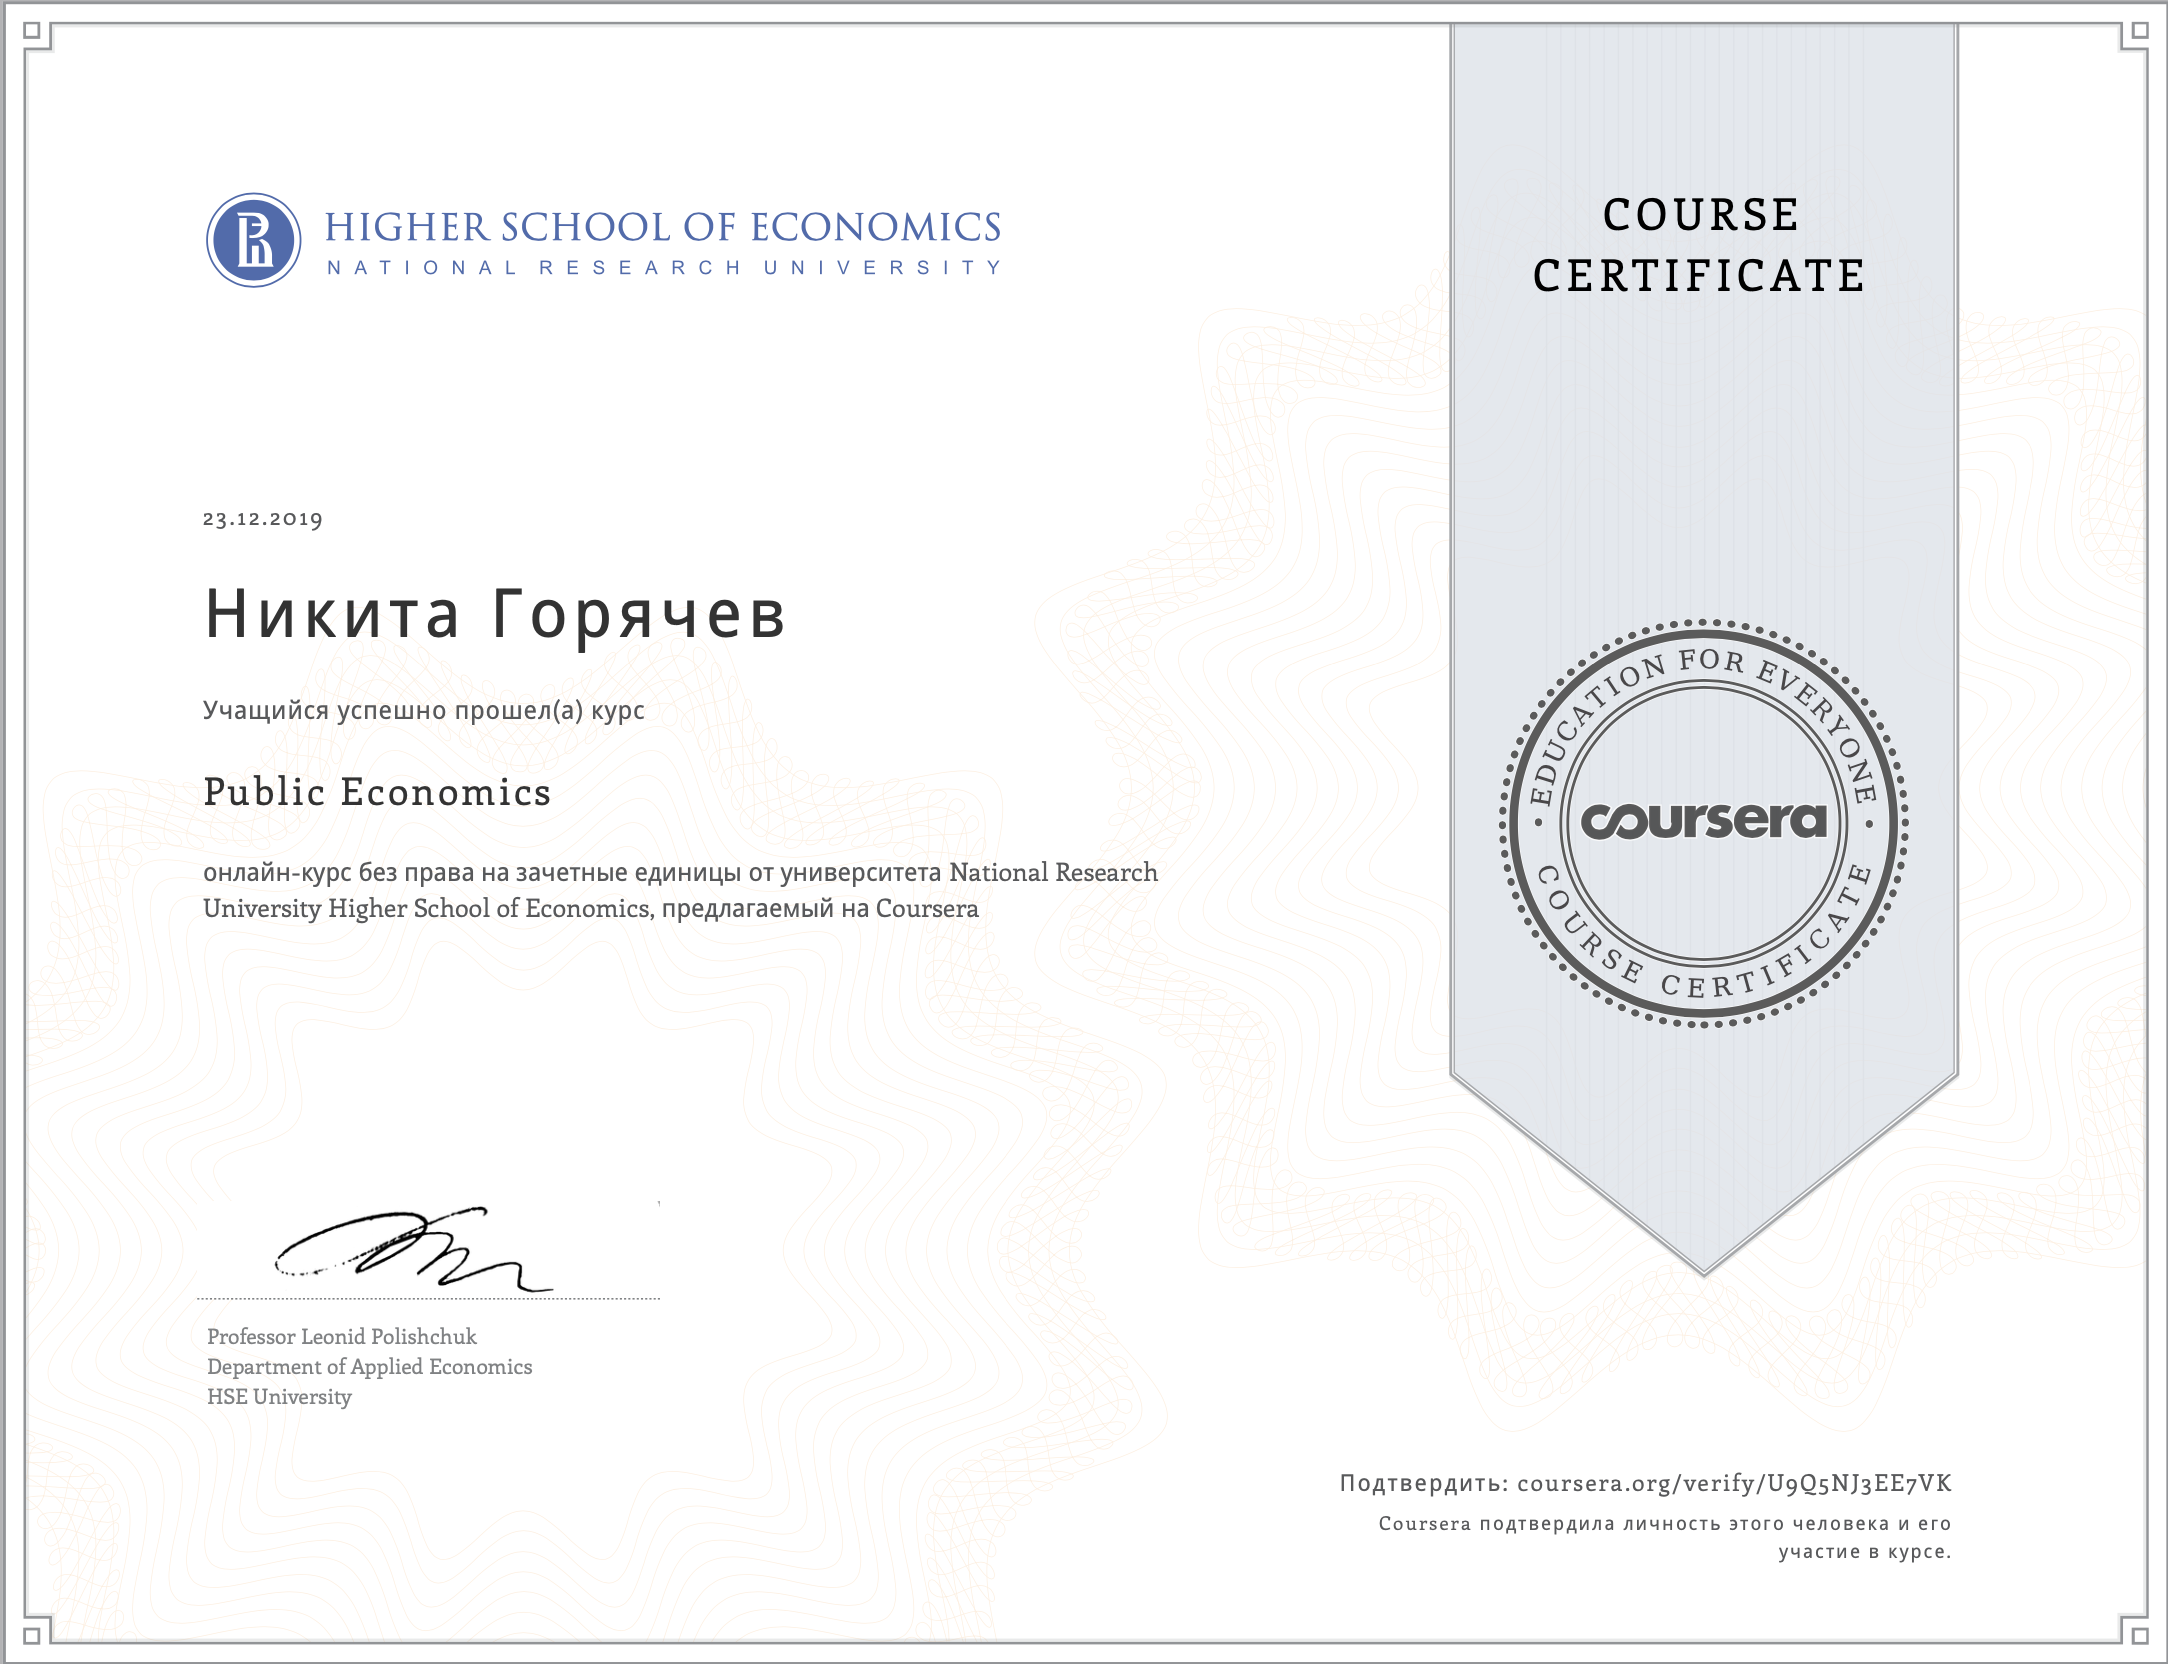 HIGHER SCHOOL OF ECONOMICS
NATIONAL RESEARCH UNIVERSITY
COURSE
CERTIFICATE
23.12.2019
Никита Горячев
Учащийся успешно прошел(а) курс
Public Economics
онлайн-курс без права на зачетные единицы от университета National Research
University Higher School of Economics, предлагаемый на Coursera
EDUCATION FOR EVERYONE
coursera
COURSE CERTIFICATE
Professor Leonid Polishchuk
Department of Applied Economics
HSE University
Подтвердить: coursera.org/verify/U9Q5NJ3EE7VK
Coursera подтвердила личность этого человека и его
участие в курсе.